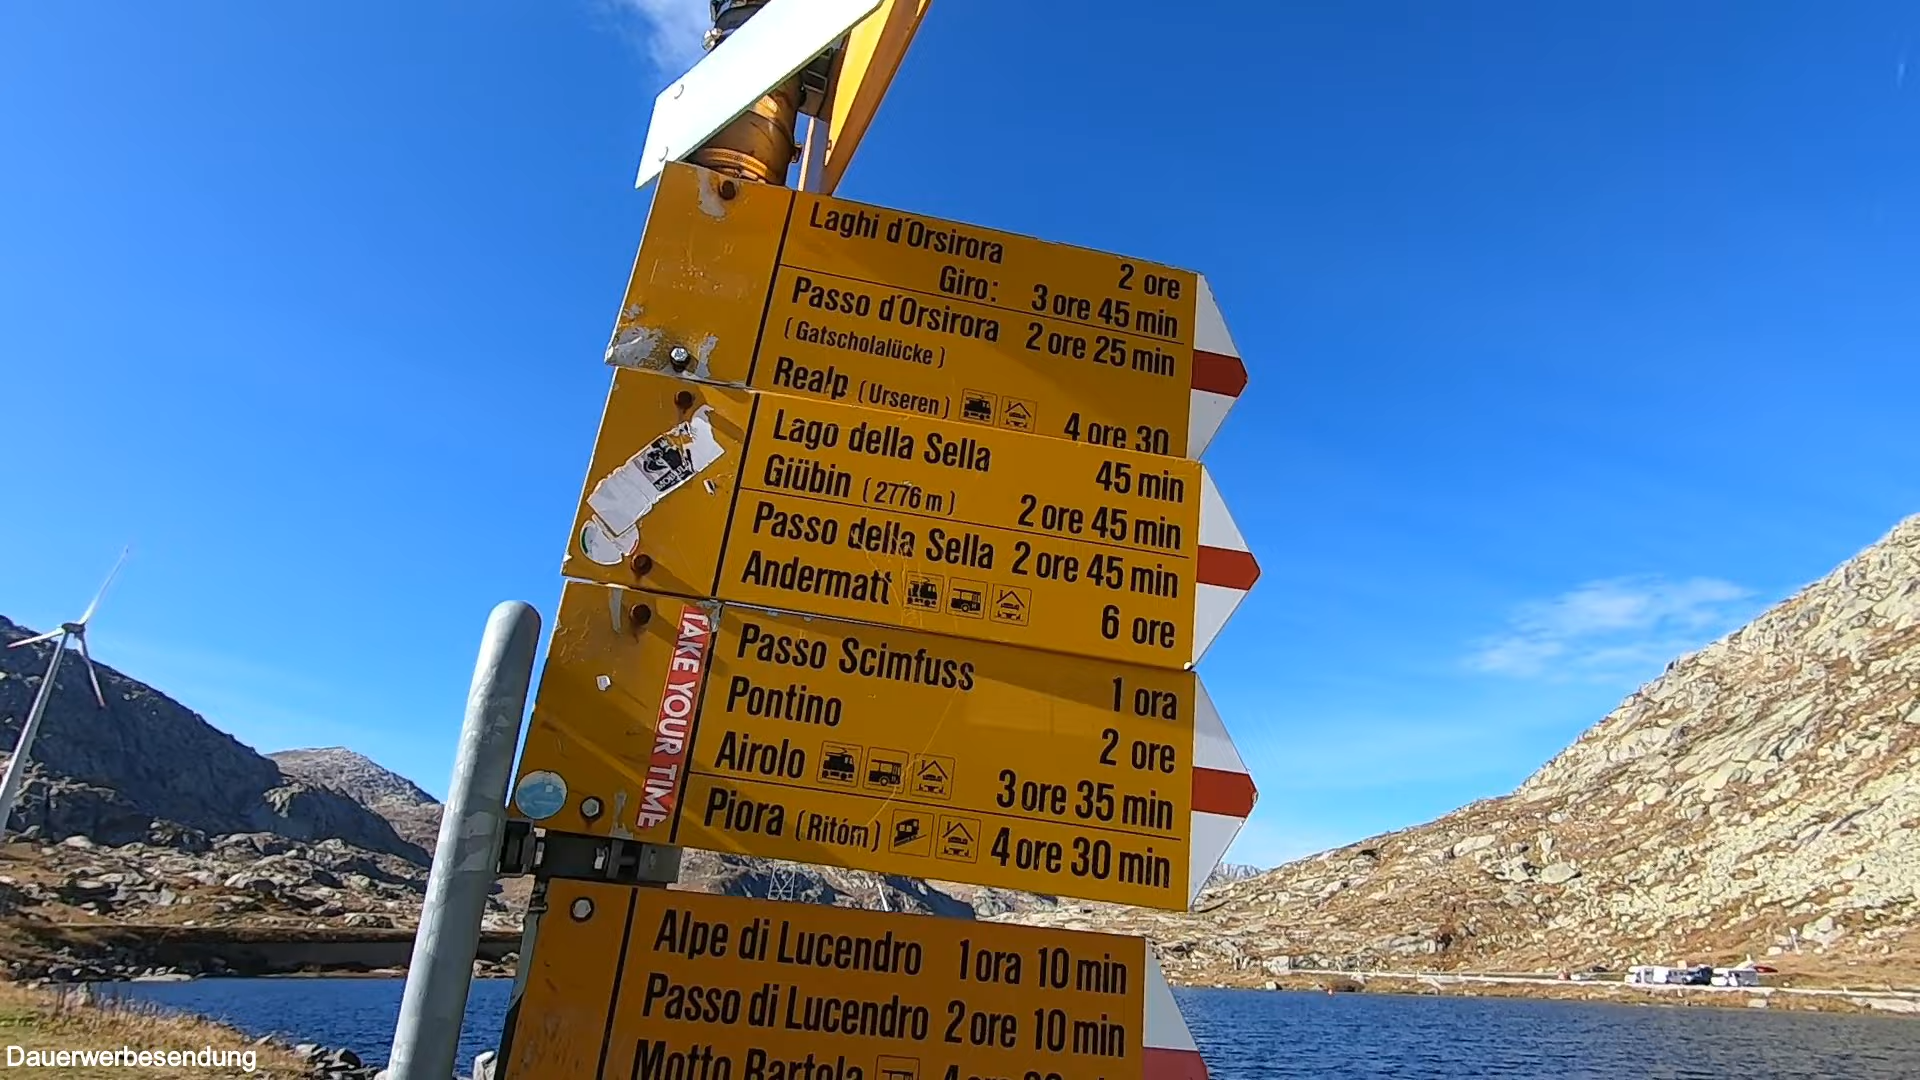 Laghi d'Orsirora 2 ore
Giro: 3 ore 45 min
Passo d'Orsirora 2 ore 25 min
(Gatscholalücke)
Realp (Urseren) 4 ore 30
Lago della Sella 45 min
Giübin (2776 m) 2 ore 45 min
Passo della Sella 2 ore 45 min
Andermatt 6 ore
TAKE YOUR TIME
Passo Scimfuss 1 ora
Pontino 2 ore
Airolo 3 ore 35 min
Piora (Ritóm) 4 ore 30 min
Alpe di Lucendro 1 ora 10 min
Passo di Lucendro 2 ore 10 min
Motto Bartola
Dauerwerbesendung